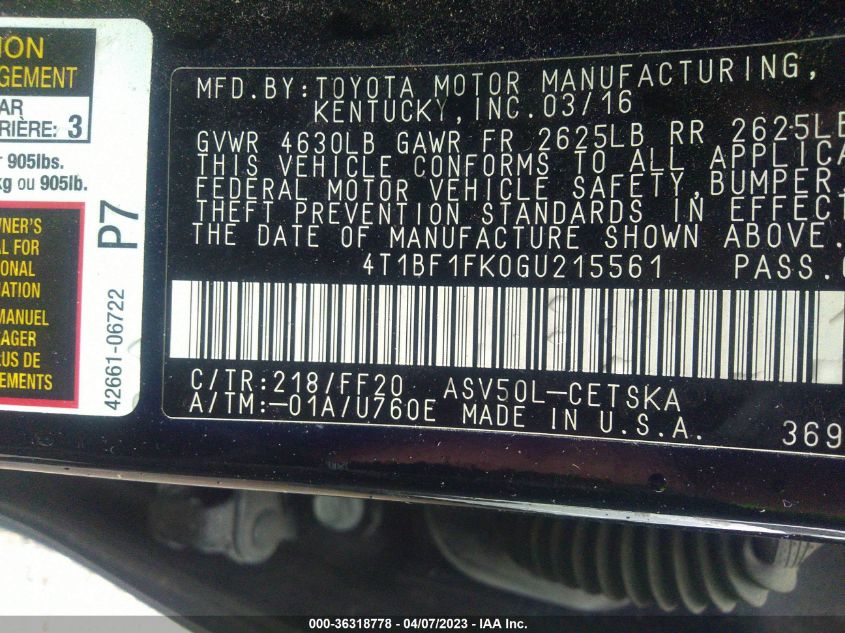 ION
GEMENT
AR
RIÈRE: 3
r 905lbs.
kg ou 905lb.
WNER'S
AL FOR
IONAL
ATION
MANUEL
AGER
LUS DE
EMENTS
P7
42661-06722
MFD.BY:TOYOTA MOTOR MANUFACTURING,
KENTUCKY,INC.03/16
GVWR 4630LB GAWR FR 2625LB RR 2625LB
THIS VEHICLE CONFORMS TO ALL APPLICA
FEDERAL MOTOR VEHICLE SAFETY,BUMPER,
THEFT PREVENTION STANDARDS IN EFFECT
THE DATE OF MANUFACTURE SHOWN ABOVE.
4T1BF1FK0GU215561 PASS.
C/TR:218/FF20 ASV50L-CETSKA
A/TM:-01A/U760E MADE IN U.S.A.
369
000-36318778 - 04/07/2023 - IAA Inc.